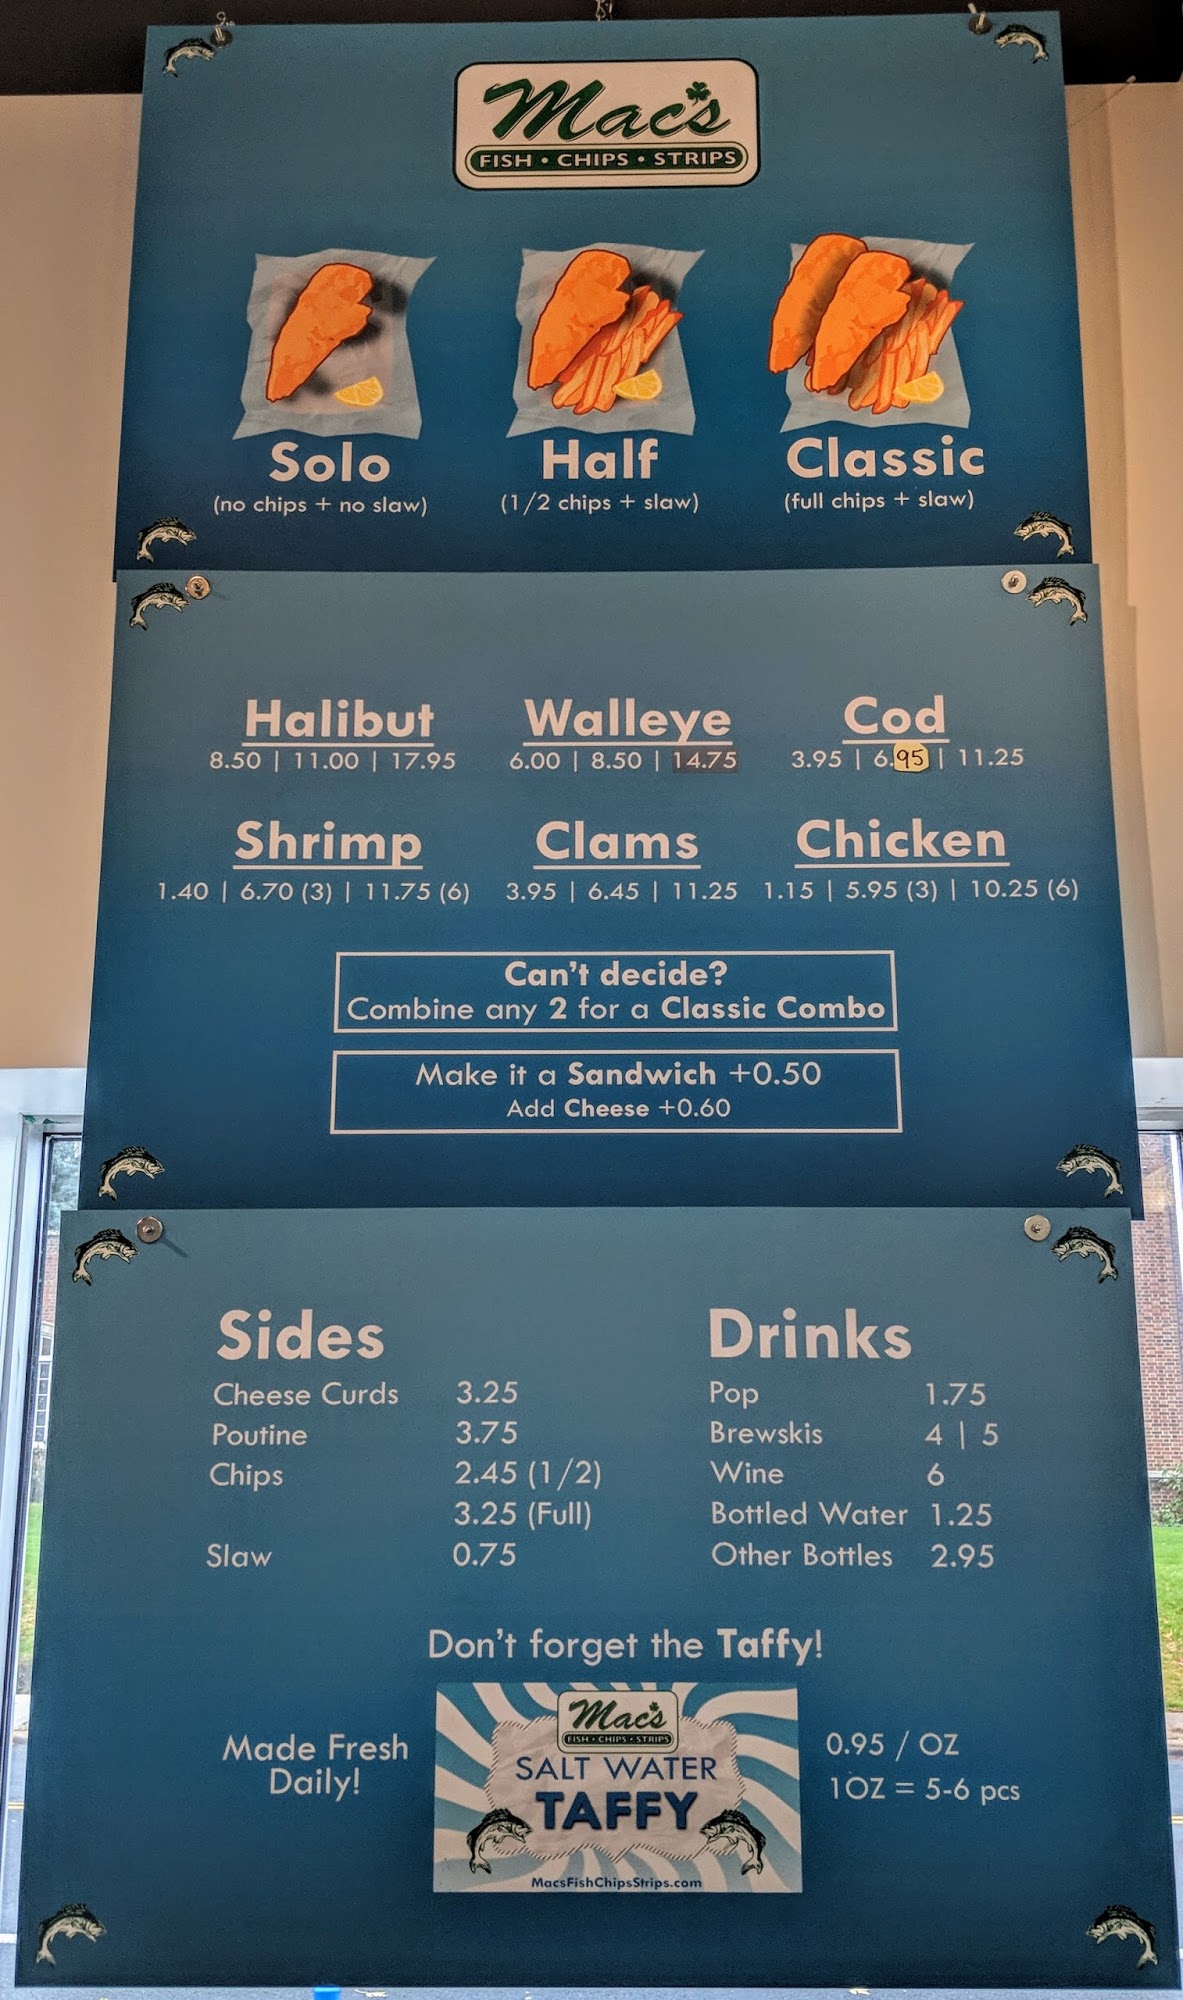 Mac's
FISH • CHIPS • STRIPS
Solo
(no chips + no slaw)
Half
(1/2 chips + slaw)
Classic
(full chips + slaw)
Halibut
8.50 | 11.00 | 17.95
Walleye
6.00 | 8.50 | 14.75
Cod
3.95 | 6.95 | 11.25
Shrimp
1.40 | 6.70 (3) | 11.75 (6)
Clams
3.95 | 6.45 | 11.25
Chicken
1.15 | 5.95 (3) | 10.25 (6)
Can't decide?
Combine any 2 for a Classic Combo
Make it a Sandwich +0.50
Add Cheese +0.60
Sides
Cheese Curds 3.25
Poutine 3.75
Chips 2.45 (1/2)
3.25 (Full)
Slaw 0.75
Drinks
Pop 1.75
Brewskis 4 | 5
Wine 6
Bottled Water 1.25
Other Bottles 2.95
Don't forget the Taffy!
Made Fresh
Daily!
Mac's
FISH • CHIPS • STRIPS
SALT WATER
TAFFY
MacsFishChipsStrips.com
0.95 / OZ
1OZ = 5-6 pcs